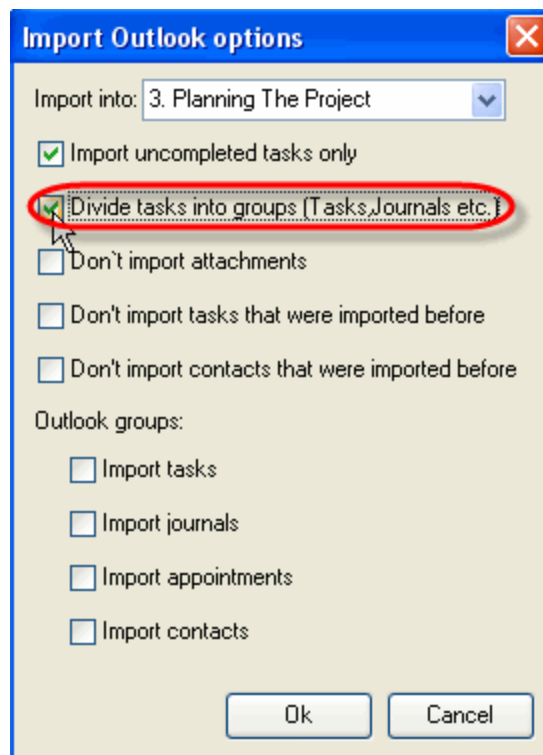 Import Outlook options
Import into: 3. Planning The Project
Import uncompleted tasks only
Divide tasks into groups (Tasks,Journals etc.)
Don`t import attachments
Don't import tasks that were imported before
Don't import contacts that were imported before
Outlook groups:
Import tasks
Import journals
Import appointments
Import contacts
Ok Cancel